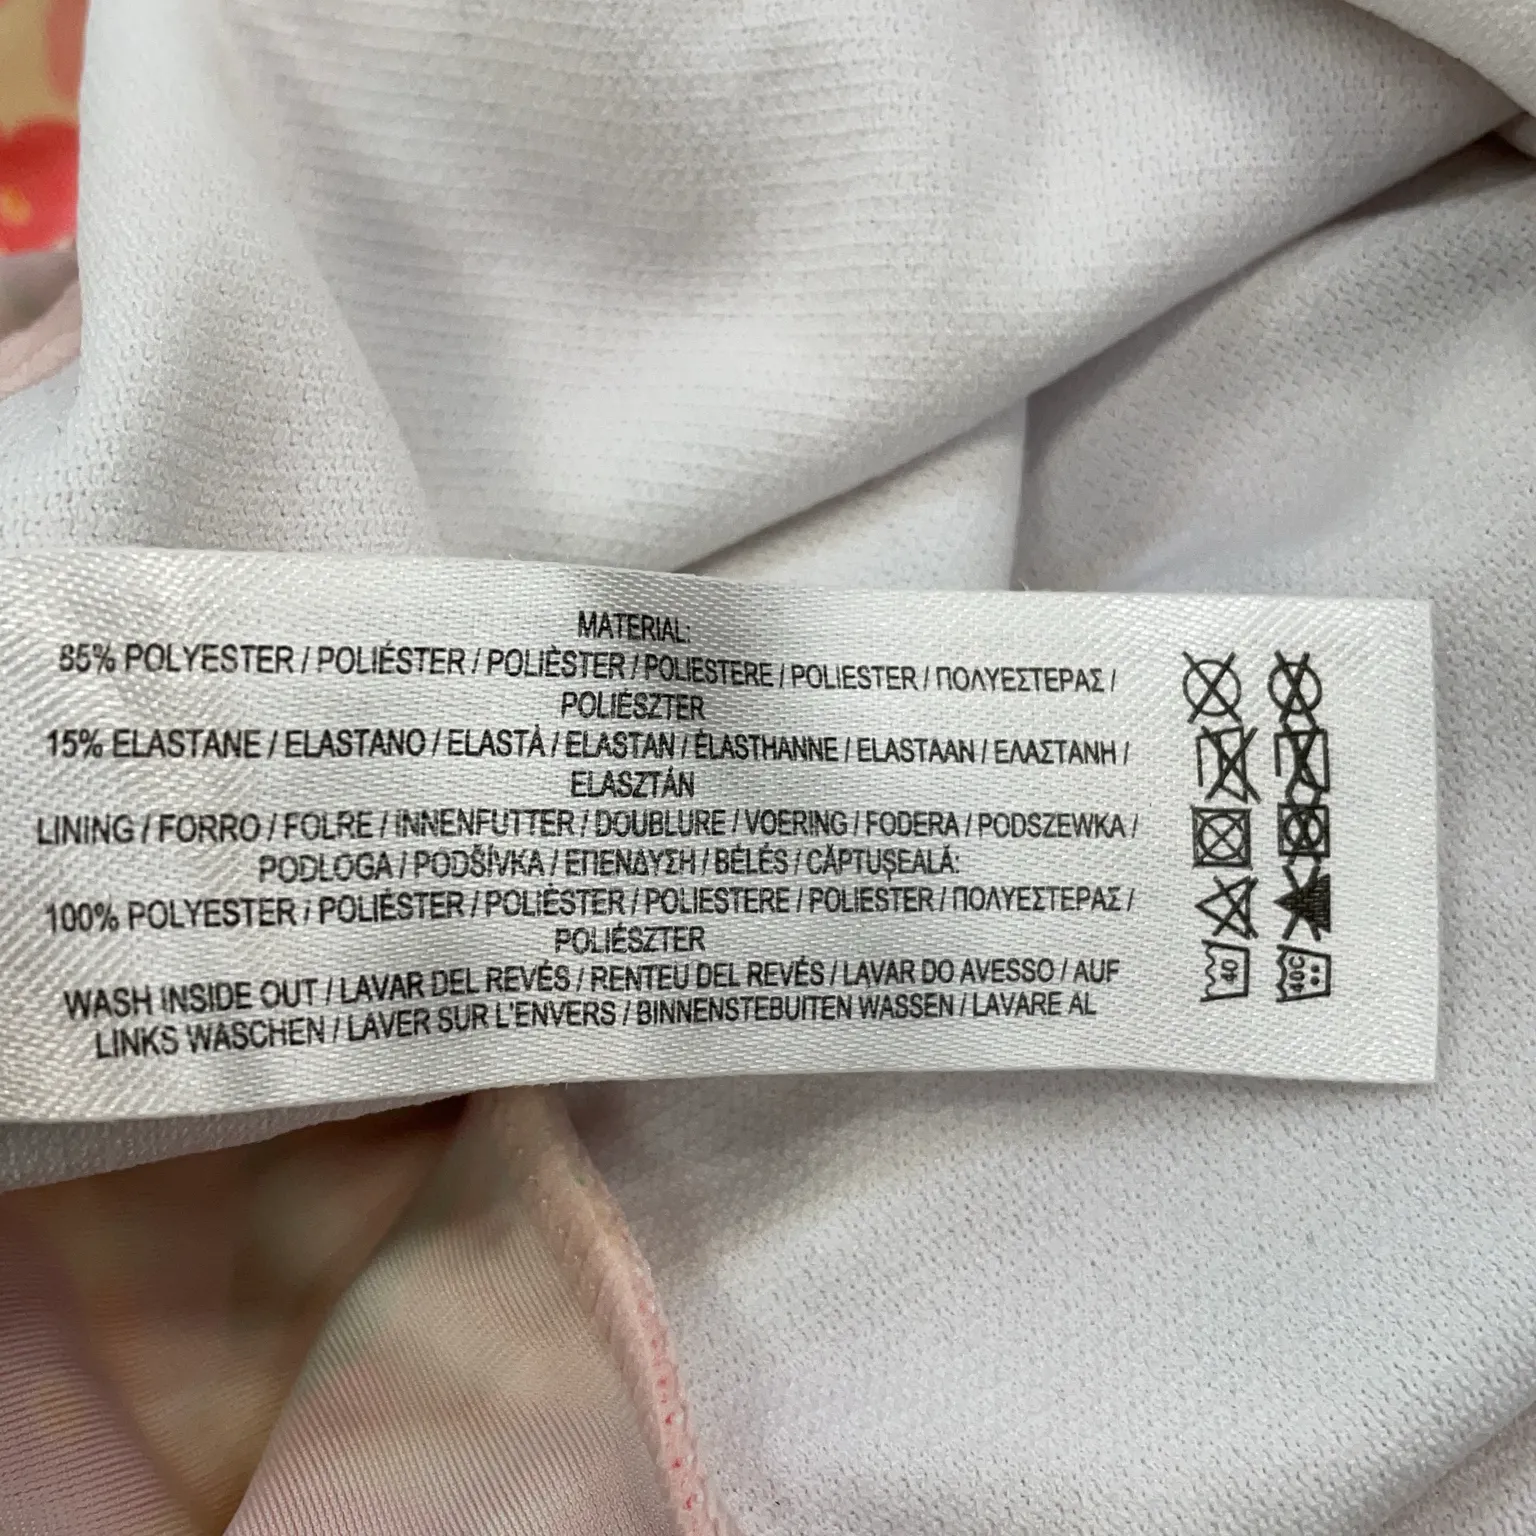 MATERIAL:
85% POLYESTER / POLIÉSTER / POLIÈSTER / POLIESTERE / POLIESTER / ΠΟΛΥΕΣΤΕΡΑΣ /
POLIÉSZTER
15% ELASTANE / ELASTANO / ELASTÀ / ELASTAN / ÉLASTHANNE / ELASTAAN / ΕΛΑΣΤΑΝΗ /
ELASZTÁN
LINING / FORRO / FOLRE / INNENFUTTER / DOUBLURE / VOERING / FODERA / PODSZEWKA /
PODLOGA / PODŠÍVKA / ΕΠΕΝΔΥΣΗ / BÉLÉS / CĂPTUȘEALĂ:
100% POLYESTER / POLIÉSTER / POLIÈSTER / POLIESTERE / POLIESTER / ΠΟΛΥΕΣΤΕΡΑΣ /
POLIÉSZTER
WASH INSIDE OUT / LAVAR DEL REVÉS / RENTEU DEL REVÉS / LAVAR DO AVESSO / AUF
LINKS WASCHEN / LAVER SUR L'ENVERS / BINNENSTEBUITEN WASSEN / LAVARE AL
40
40C